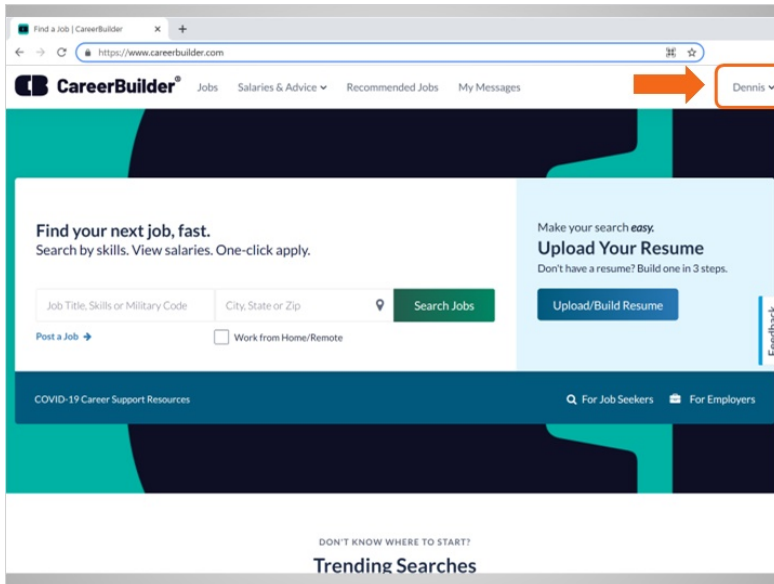 Find a Job | CareerBuilder
https://www.careerbuilder.com
CareerBuilder® Jobs Salaries & Advice Recommended Jobs My Messages Dennis
Find your next job, fast.
Search by skills. View salaries. One-click apply.
Job Title, Skills or Military Code City, State or Zip Search Jobs
Post a Job Work from Home/Remote
Make your search easy.
Upload Your Resume
Don't have a resume? Build one in 3 steps.
Upload/Build Resume
Feedback
COVID-19 Career Support Resources For Job Seekers For Employers
DON'T KNOW WHERE TO START?
Trending Searches